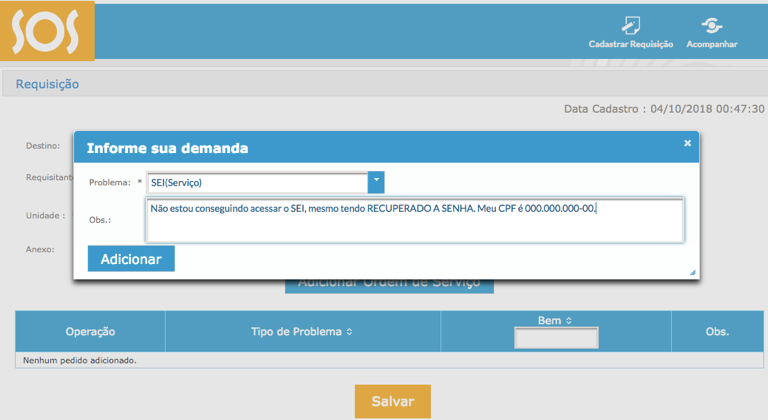 SOS
Cadastrar Requisição
Acompanhar
Requisição
Data Cadastro : 04/10/2018 00:47:30
Destino:
Informe sua demanda
Problema: * SEI(Serviço)
Requisitant
Obs.: Não estou conseguindo acessar o SEI, mesmo tendo RECUPERADO A SENHA. Meu CPF é 000.000.000-00.
Unidade :
Anexo:
Adicionar
Adicionar Ordem de Serviço
Operação
Tipo de Problema
Bem
Obs.
Nenhum pedido adicionado.
Salvar